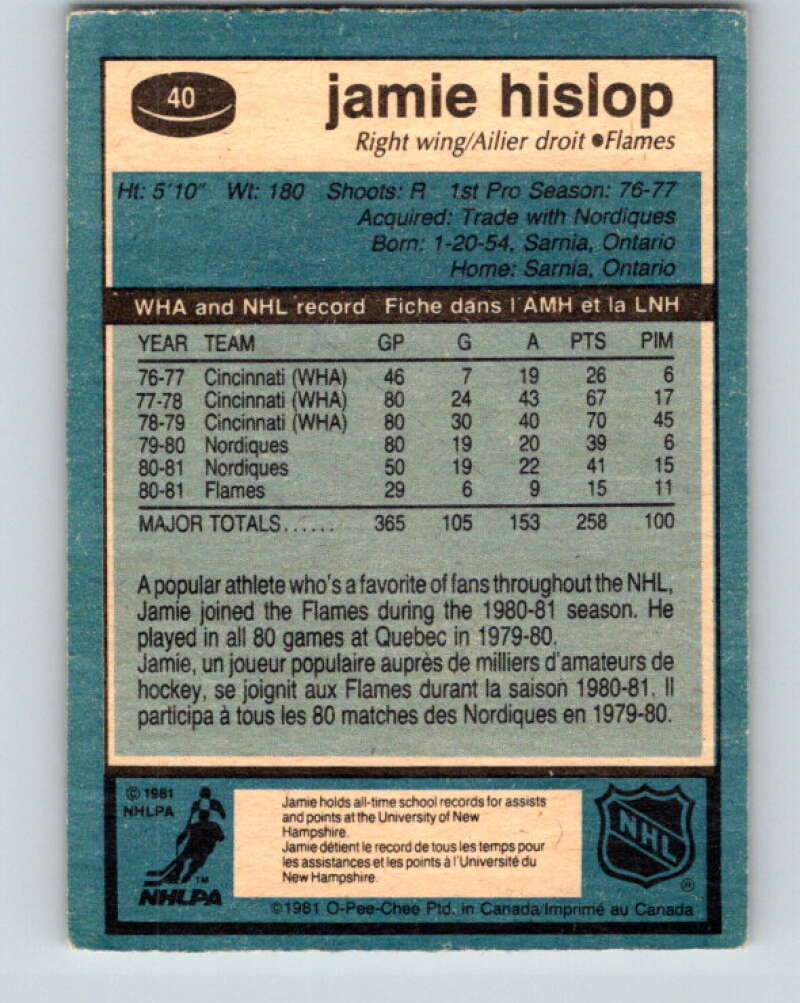 40
jamie hislop
Right wing/Ailier droit ●Flames
Ht: 5'10" Wt: 180 Shoots: R 1st Pro Season: 76-77
Acquired: Trade with Nordiques
Born: 1-20-54, Sarnia, Ontario
Home: Sarnia, Ontario
WHA and NHL record Fiche dans l'AMH et la LNH
YEAR TEAM GP G A PTS PIM
76-77 Cincinnati (WHA) 46 7 19 26 6
77-78 Cincinnati (WHA) 80 24 43 67 17
78-79 Cincinnati (WHA) 80 30 40 70 45
79-80 Nordiques 80 19 20 39 6
80-81 Nordiques 50 19 22 41 15
80-81 Flames 29 6 9 15 11
MAJOR TOTALS...... 365 105 153 258 100
A popular athlete who's a favorite of fans throughout the NHL,
Jamie joined the Flames during the 1980-81 season. He
played in all 80 games at Quebec in 1979-80.
Jamie, un joueur populaire auprès de milliers d'amateurs de
hockey, se joignit aux Flames durant la saison 1980-81. Il
participa à tous les 80 matches des Nordiques en 1979-80.
© 1981
NHLPA
TM
NHLPA
Jamie holds all-time school records for assists
and points at the University of New
Hampshire.
Jamie détient le record de tous les temps pour
les assistances et les points à l'Université du
New Hampshire.
NHL
®
©1981 O-Pee-Chee Ptd. in Canada/Imprimé au Canada